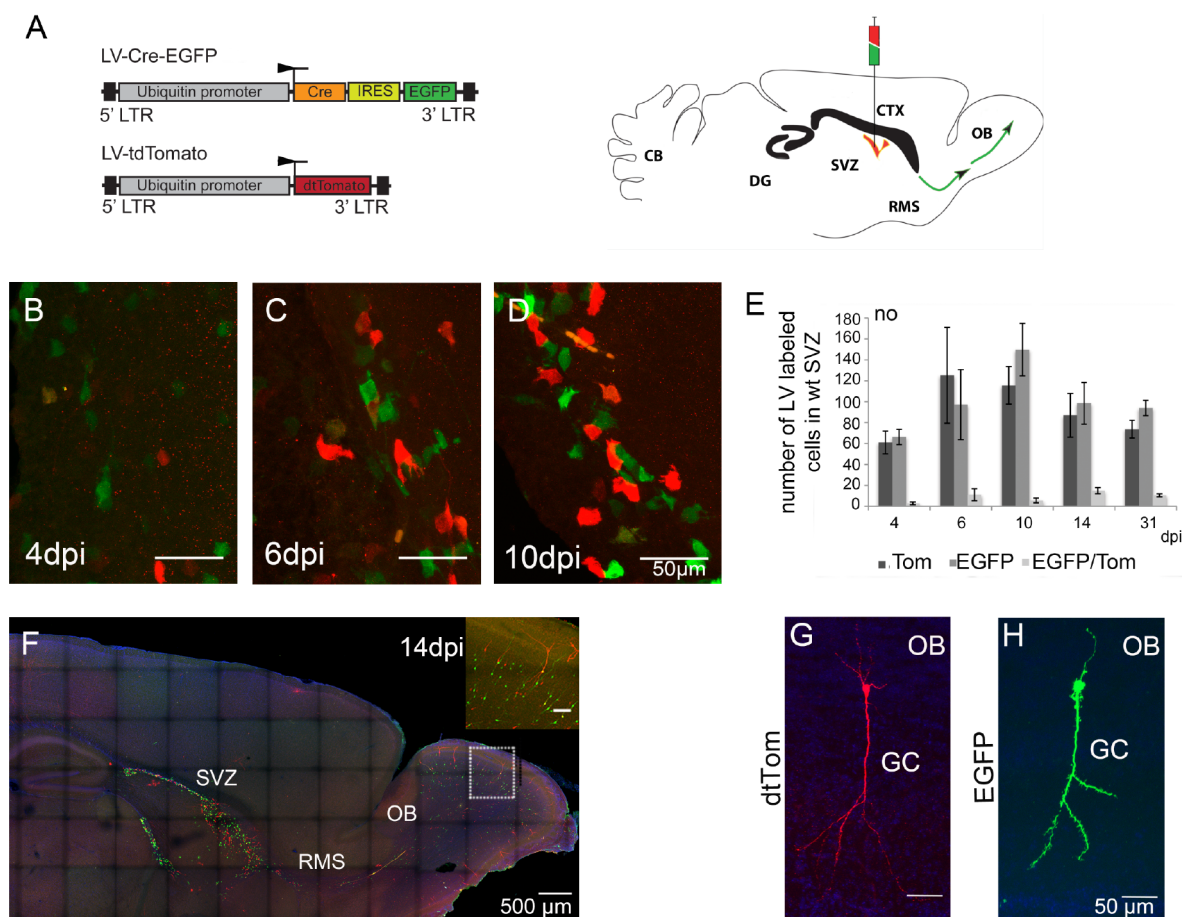 A
LV-Cre-EGFP
Ubiquitin promoter Cre IRES EGFP
5' LTR 3' LTR
LV-tdTomato
Ubiquitin promoter dtTomato
5' LTR 3' LTR
CB
DG
SVZ
CTX
RMS
OB
B
4dpi
C
6dpi
D
10dpi
50μm
E
no
number of LV labeled
cells in wt SVZ
180
160
140
120
100
80
60
40
20
0
4 6 10 14 31
dpi
Tom EGFP EGFP/Tom
F
14dpi
SVZ
OB
RMS
500 μm
G
OB
GC
dtTom
H
OB
GC
EGFP
50 μm